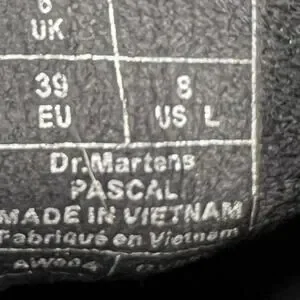 6
UK
39 8
EU US L
Dr.Martens
PASCAL
MADE IN VIETNAM
Fabriqué en Vietnam